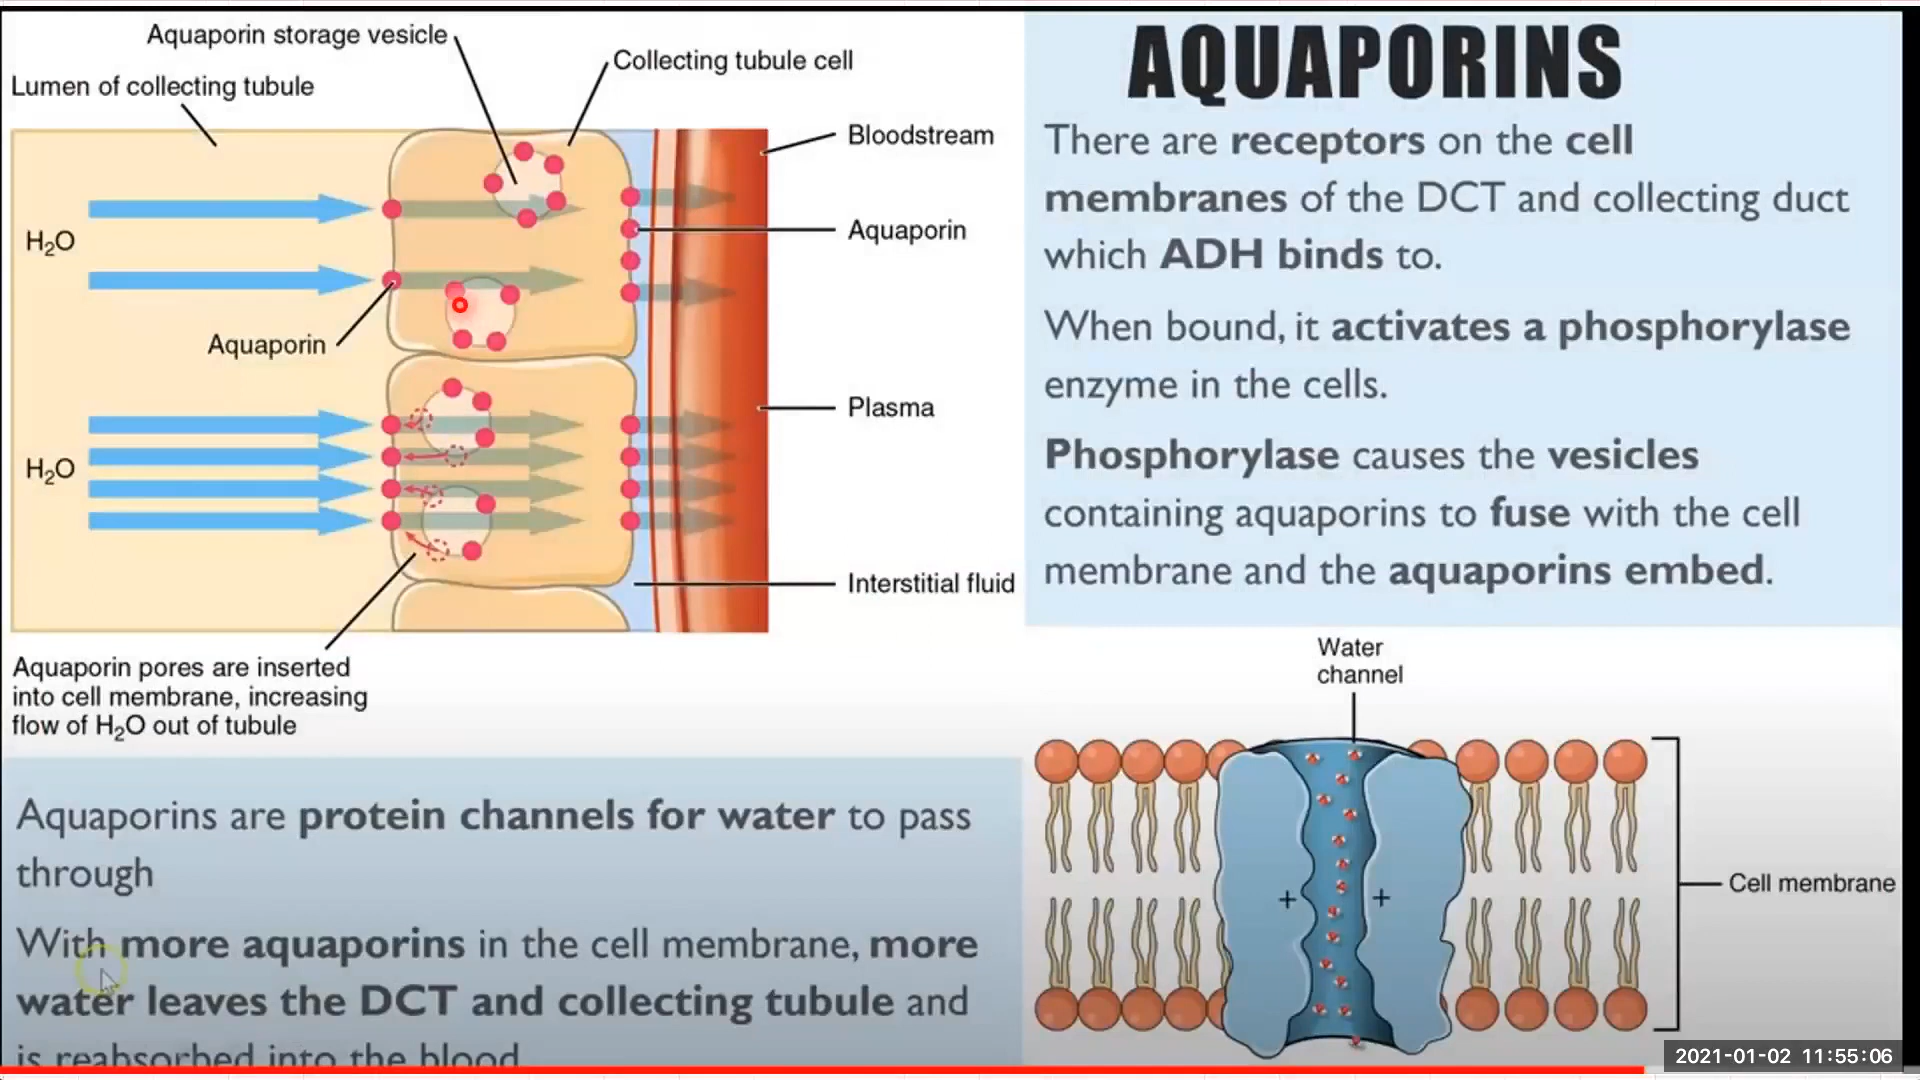 Aquaporin storage vesicle
Collecting tubule cell
Lumen of collecting tubule
Bloodstream
H₂O
Aquaporin
Aquaporin
Plasma
H₂O
Interstitial fluid
Aquaporin pores are inserted
into cell membrane, increasing
flow of H₂O out of tubule
AQUAPORINS
There are receptors on the cell
membranes of the DCT and collecting duct
which ADH binds to.
When bound, it activates a phosphorylase
enzyme in the cells.
Phosphorylase causes the vesicles
containing aquaporins to fuse with the cell
membrane and the aquaporins embed.
Aquaporins are protein channels for water to pass
through
With more aquaporins in the cell membrane, more
water leaves the DCT and collecting tubule and
is reabsorbed into the blood
Water
channel
+ +
Cell membrane
2021-01-02 11:55:06